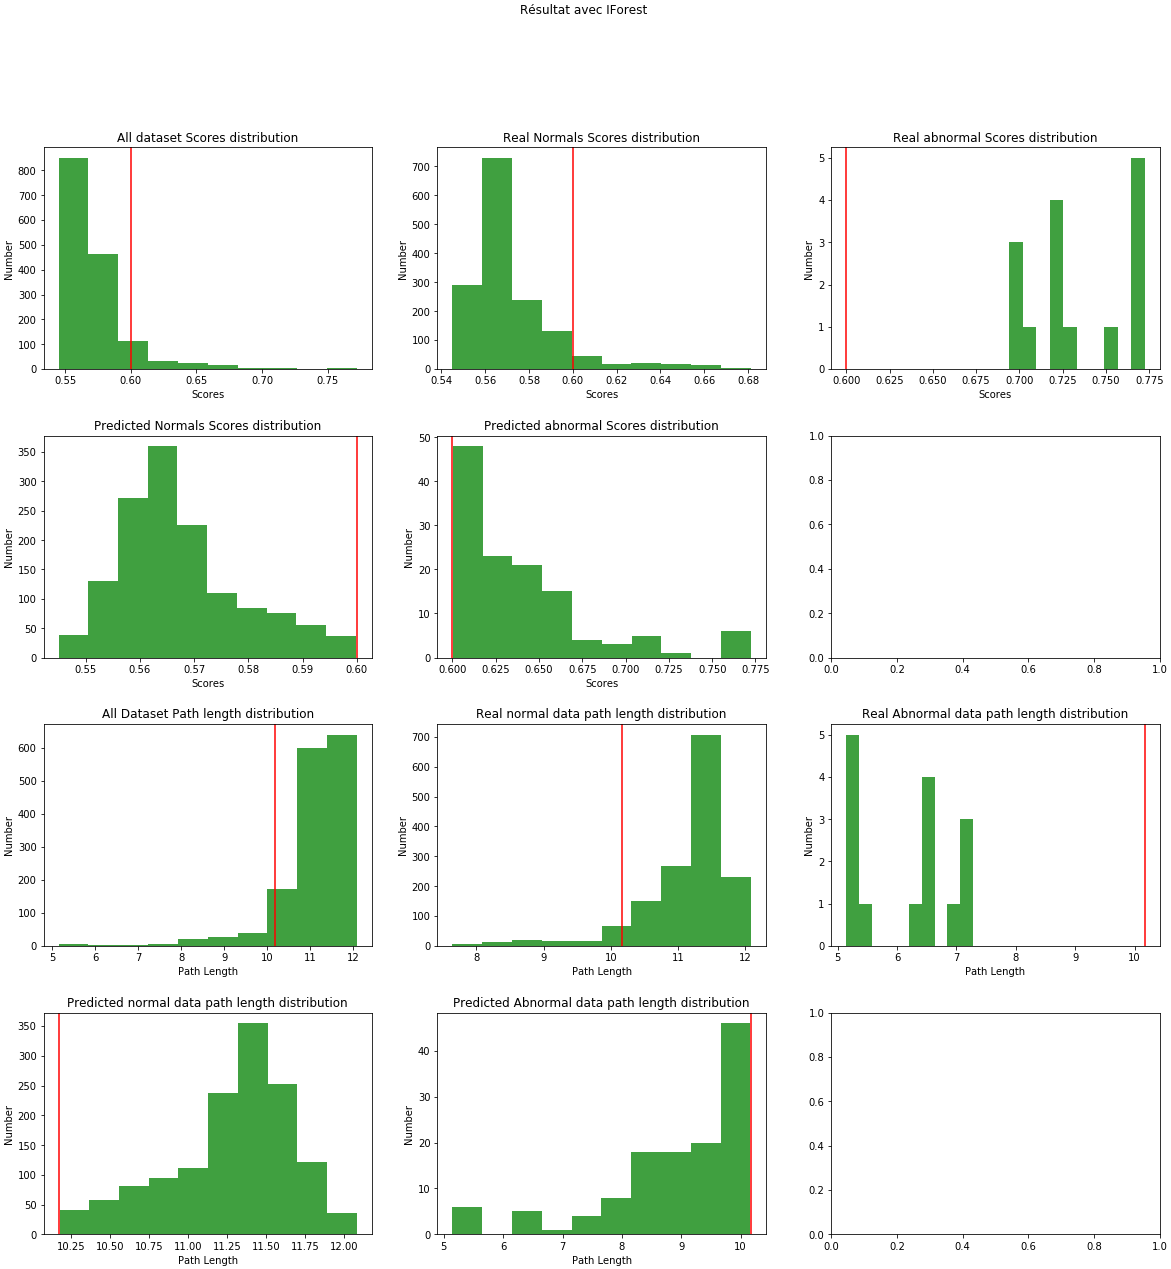 Résultat avec IForest
All dataset Scores distribution
Number
800
700
600
500
400
300
200
100
0
0.55 0.60 0.65 0.70 0.75
Scores
Real Normals Scores distribution
Number
700
600
500
400
300
200
100
0
0.54 0.56 0.58 0.60 0.62 0.64 0.66 0.68
Scores
Real abnormal Scores distribution
Number
5
4
3
2
1
0
0.600 0.625 0.650 0.675 0.700 0.725 0.750 0.775
Scores
Predicted Normals Scores distribution
Number
350
300
250
200
150
100
50
0
0.55 0.56 0.57 0.58 0.59 0.60
Scores
Predicted abnormal Scores distribution
Number
50
40
30
20
10
0
0.600 0.625 0.650 0.675 0.700 0.725 0.750 0.775
Scores
1.0
0.8
0.6
0.4
0.2
0.0
0.0 0.2 0.4 0.6 0.8 1.0
All Dataset Path length distribution
Number
600
500
400
300
200
100
0
5 6 7 8 9 10 11 12
Path Length
Real normal data path length distribution
Number
700
600
500
400
300
200
100
0
8 9 10 11 12
Path Length
Real Abnormal data path length distribution
Number
5
4
3
2
1
0
5 6 7 8 9 10
Path Length
Predicted normal data path length distribution
Number
350
300
250
200
150
100
50
0
10.25 10.50 10.75 11.00 11.25 11.50 11.75 12.00
Path Length
Predicted Abnormal data path length distribution
Number
40
30
20
10
0
5 6 7 8 9 10
Path Length
1.0
0.8
0.6
0.4
0.2
0.0
0.0 0.2 0.4 0.6 0.8 1.0